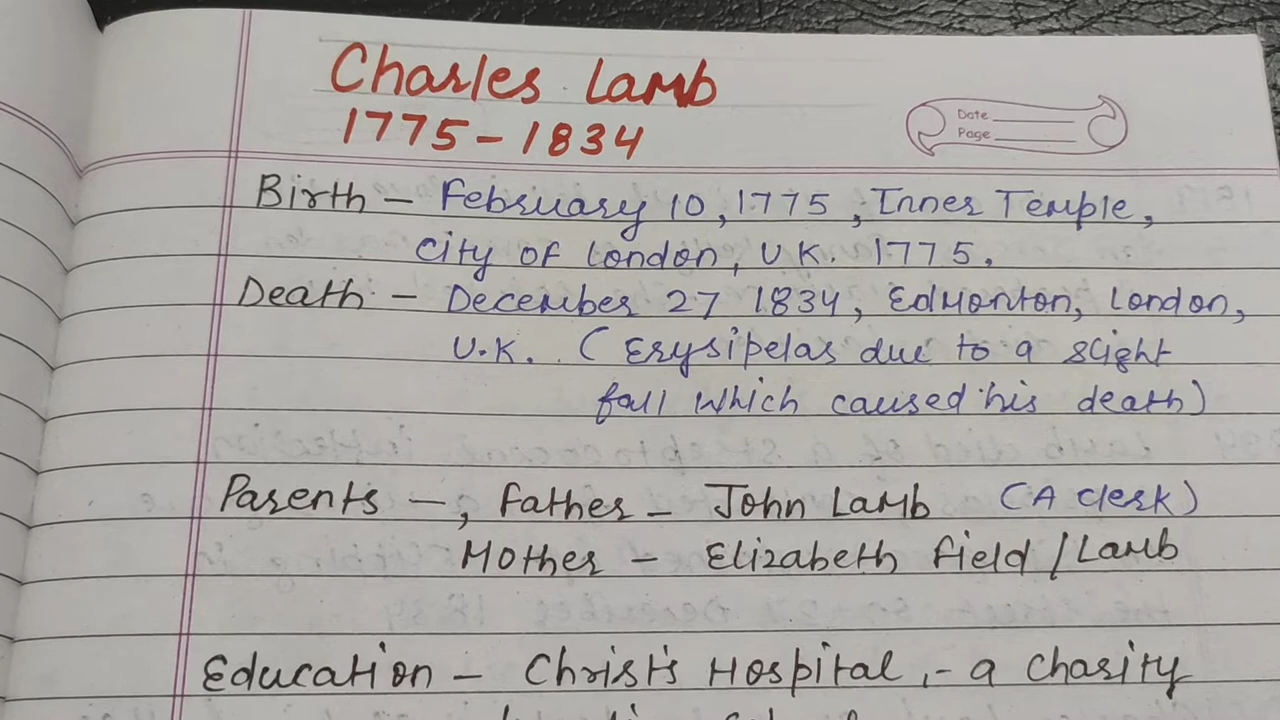 Charles Lamb
1775-1834
Date
Page
Birth - February 10, 1775, Inner Temple,
City of London, U.K. 1775.
Death - December 27 1834, Edmonton, London,
U.K. (Erysipelas due to a slight
fall which caused his death)
Parents -, Father - John Lamb (A clerk)
Mother - Elizabeth Field/Lamb
Education - Christ's Hospital, - a charity